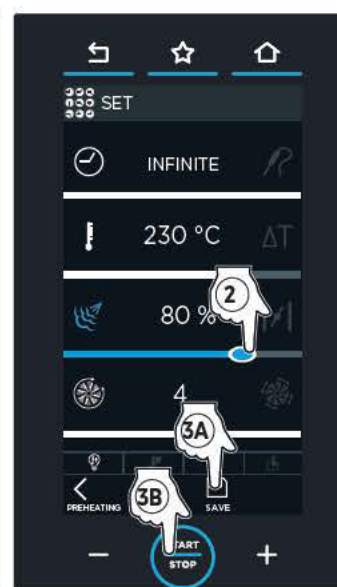 SET
INFINITE
230 °C ΔT
80 %
2
4
3A
PREHEATING
3B
SAVE
START
STOP